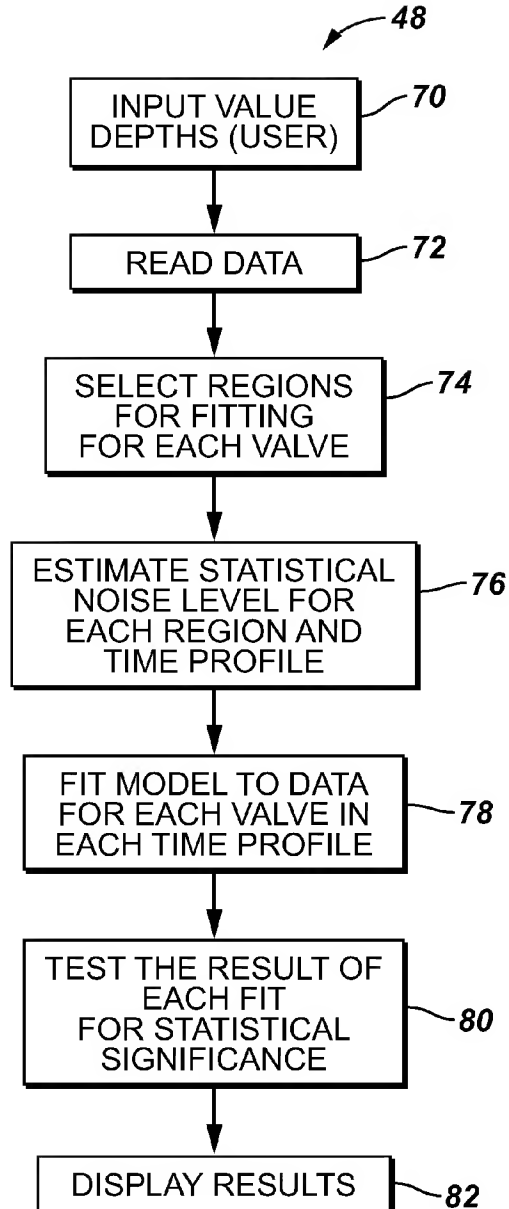 48
INPUT VALUE
DEPTHS (USER)
70
READ DATA
72
SELECT REGIONS
FOR FITTING
FOR EACH VALVE
74
ESTIMATE STATISTICAL
NOISE LEVEL FOR
EACH REGION AND
TIME PROFILE
76
FIT MODEL TO DATA
FOR EACH VALVE IN
EACH TIME PROFILE
78
TEST THE RESULT OF
EACH FIT
FOR STATISTICAL
SIGNIFICANCE
80
DISPLAY RESULTS
82